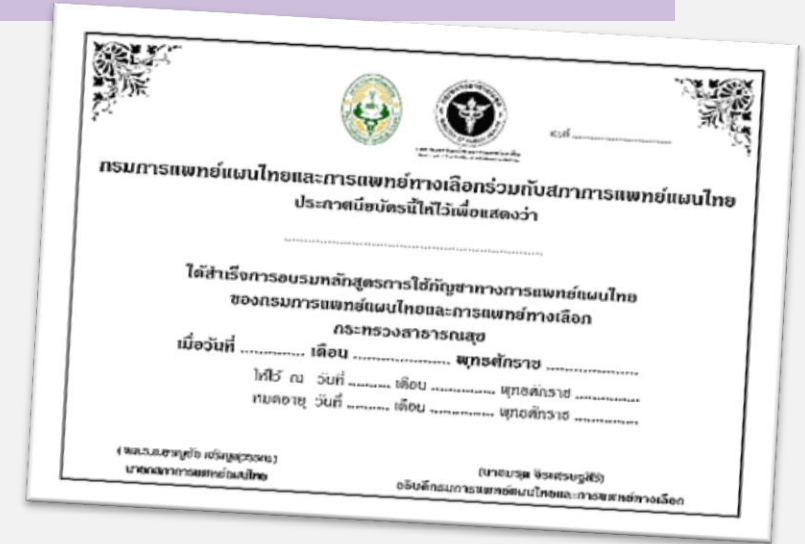 เลขที่ ........................
กรมการแพทย์แผนไทยและการแพทย์ทางเลือกร่วมกับสภาการแพทย์แผนไทย
ประกาศนียบัตรนี้ให้ไว้เพื่อแสดงว่า
................................................................
ได้สำเร็จการอบรมหลักสูตรการใช้กัญชาทางการแพทย์แผนไทย
ของกรมการแพทย์แผนไทยและการแพทย์ทางเลือก
กระทรวงสาธารณสุข
เมื่อวันที่ .............. เดือน ..................... พุทธศักราช ....................
ให้ไว้ ณ วันที่ .......... เดือน ............... พุทธศักราช ...............
หมดอายุ วันที่ .......... เดือน ............... พุทธศักราช ...............
นายกสภาการแพทย์แผนไทย
อธิบดีกรมการแพทย์แผนไทยและการแพทย์ทางเลือก